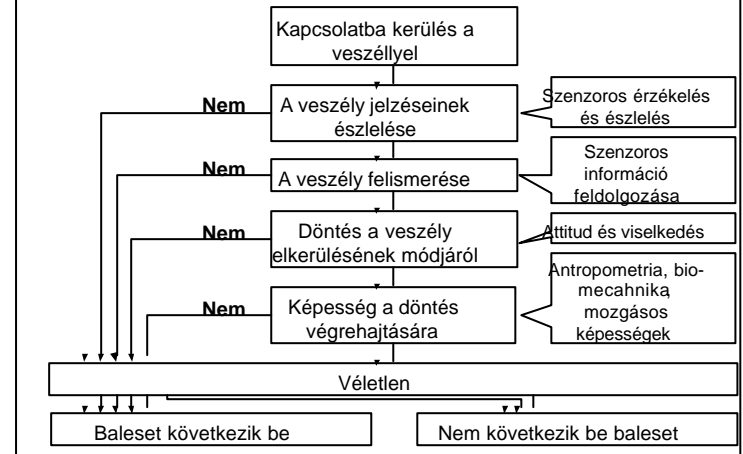 Kapcsolatba kerülés a
veszéllyel
Nem
A veszély jelzéseinek
észlelése
Szenzoros érzékelés
és észlelés
Nem
A veszély felismerése
Szenzoros
információ
feldolgozása
Nem
Döntés a veszély
elkerülésének módjáról
Attitud és viselkedés
Nem
Képesség a döntés
végrehajtására
Antropometria, bio-
mecahnika,
mozgásos
képességek
Véletlen
Baleset következik be
Nem következik be baleset